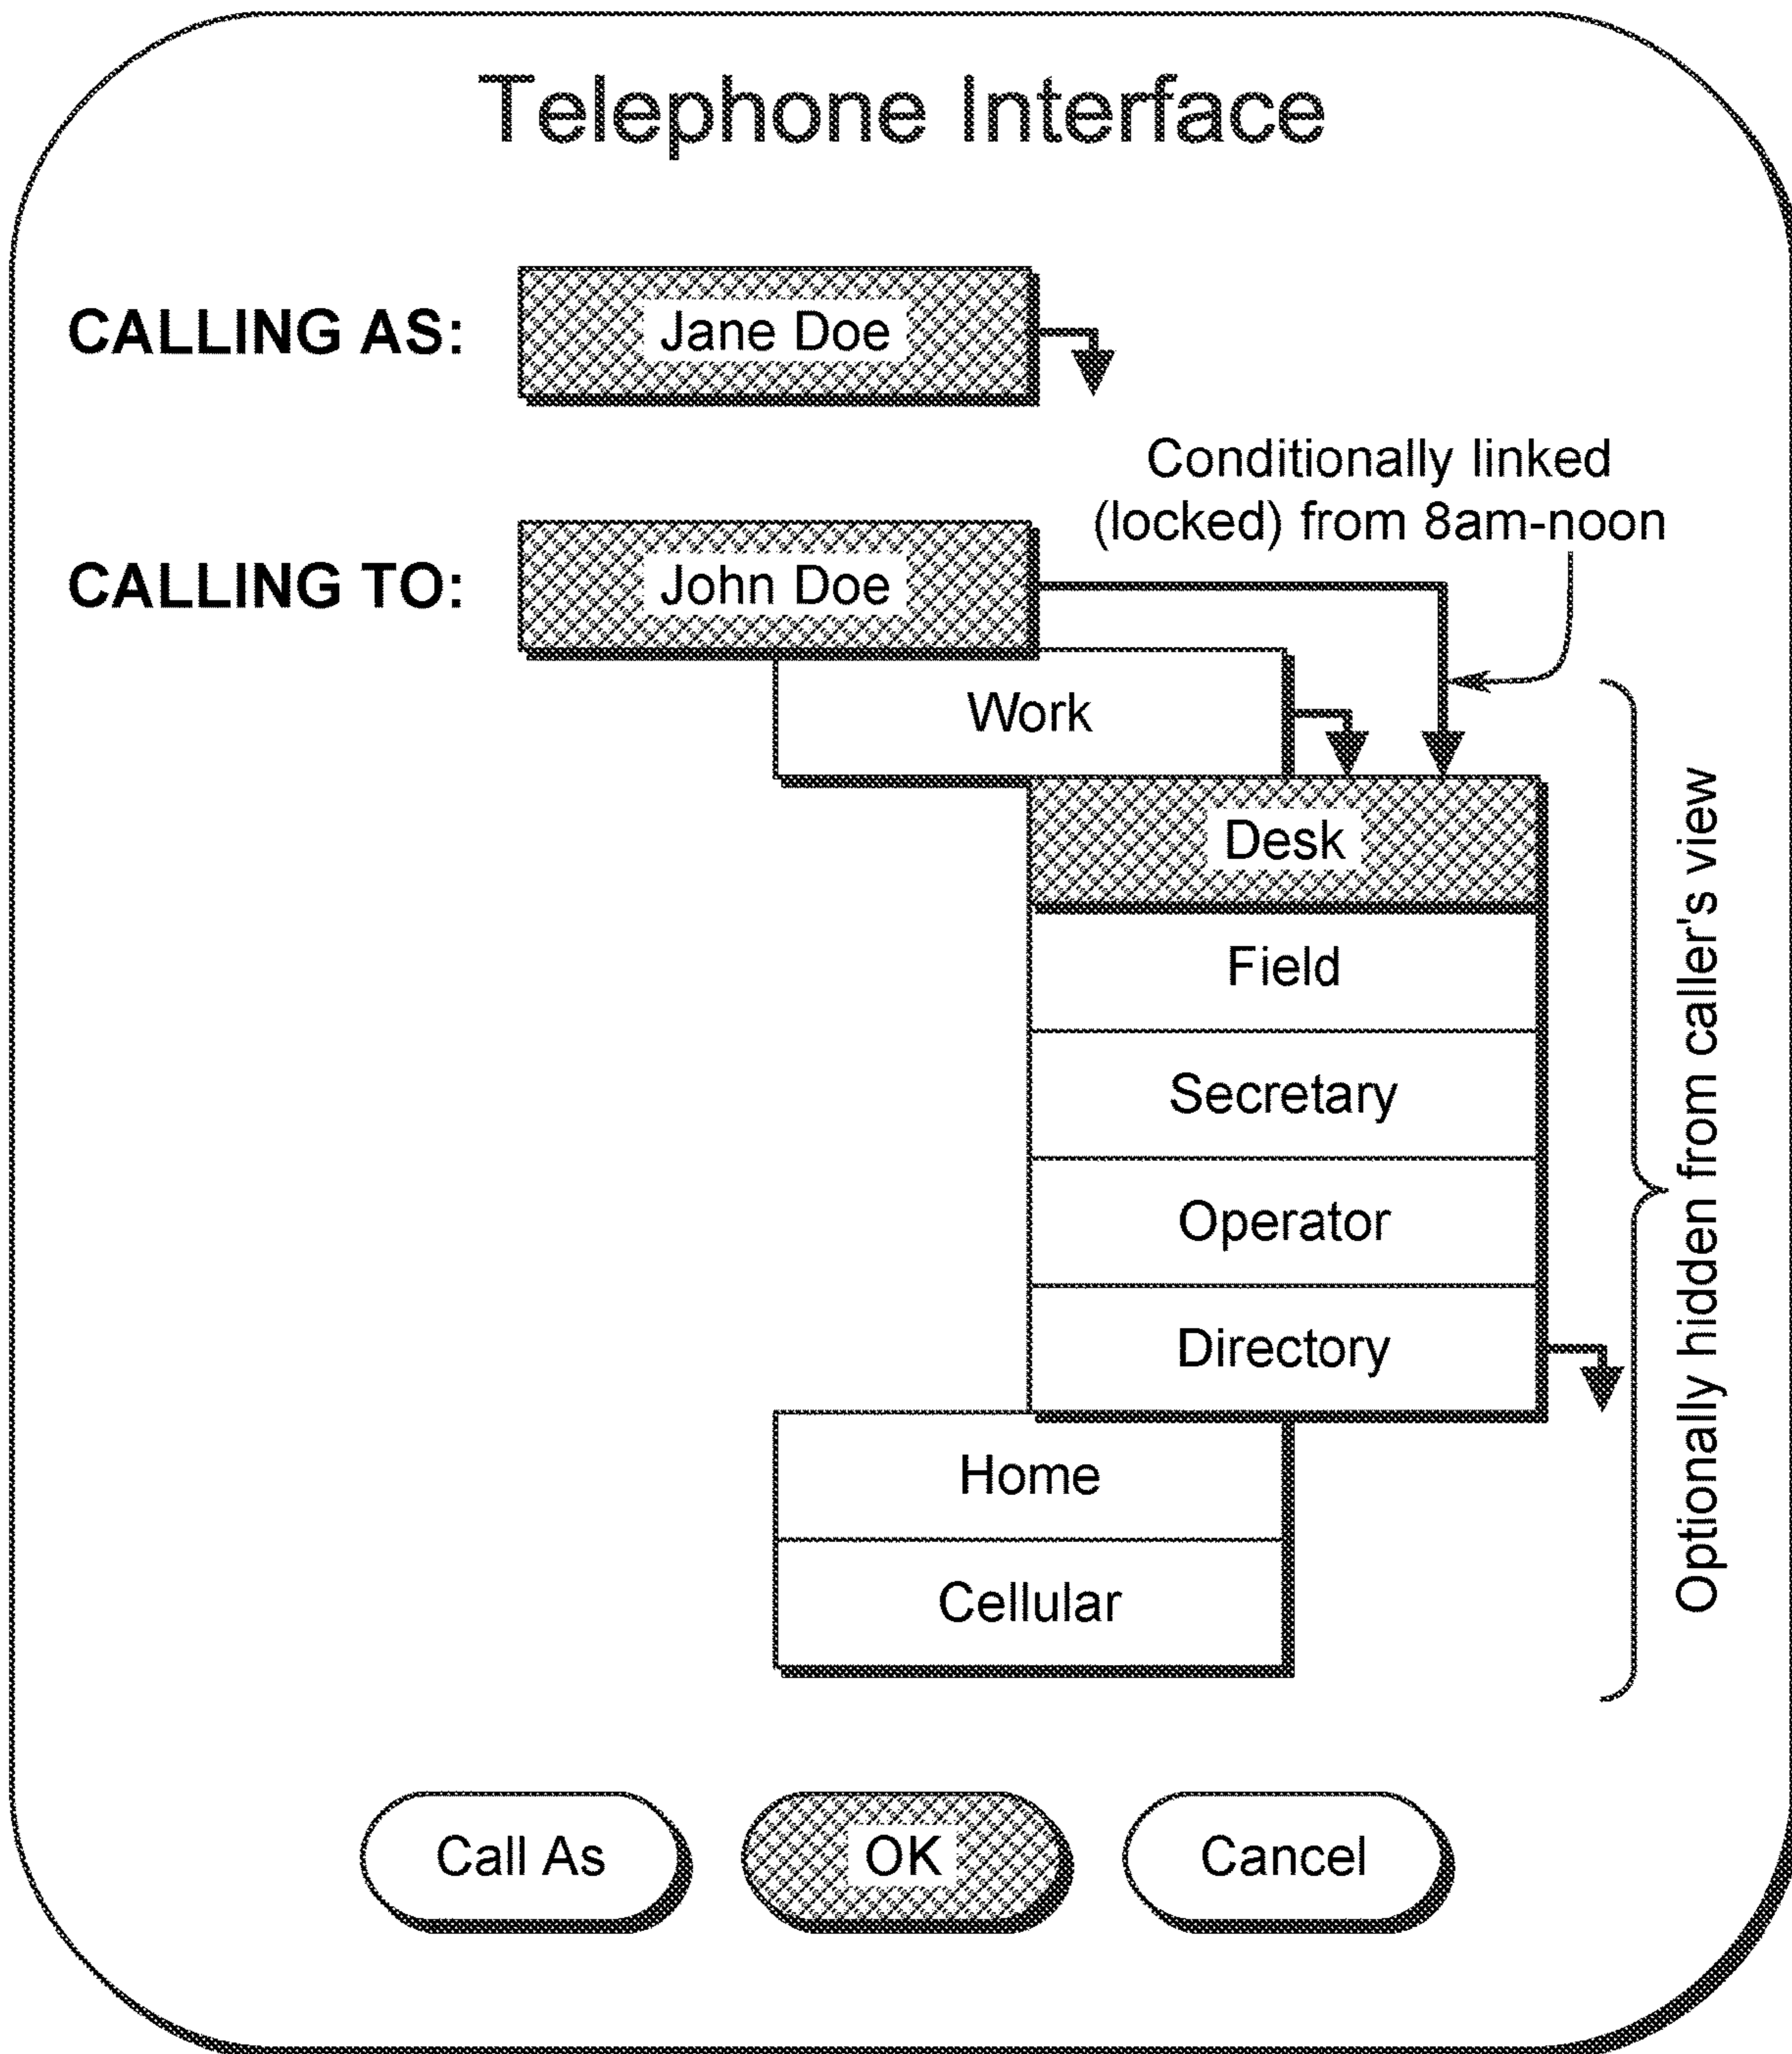 Telephone Interface
CALLING AS:
Jane Doe
Conditionally linked
(locked) from 8am-noon
CALLING TO:
John Doe
Work
Desk
Field
Secretary
Operator
Directory
Home
Cellular
Optionally hidden from caller's view
Call As
OK
Cancel